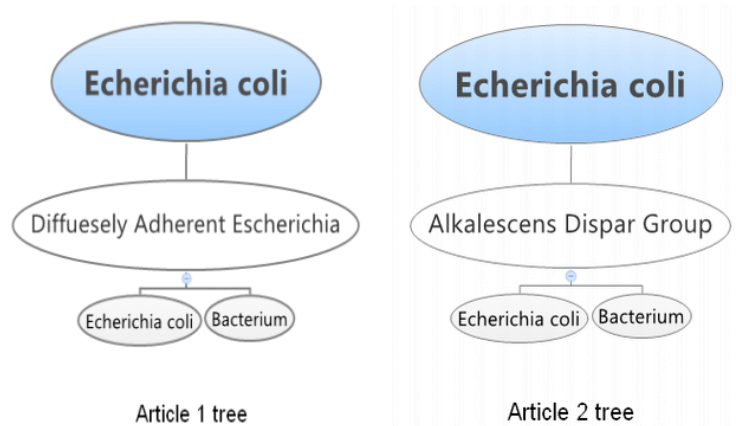 Echerichia coli
Diffuesely Adherent Escherichia
Echerichia coli
Bacterium
Article 1 tree
Echerichia coli
Alkalescens Dispar Group
Echerichia coli
Bacterium
Article 2 tree